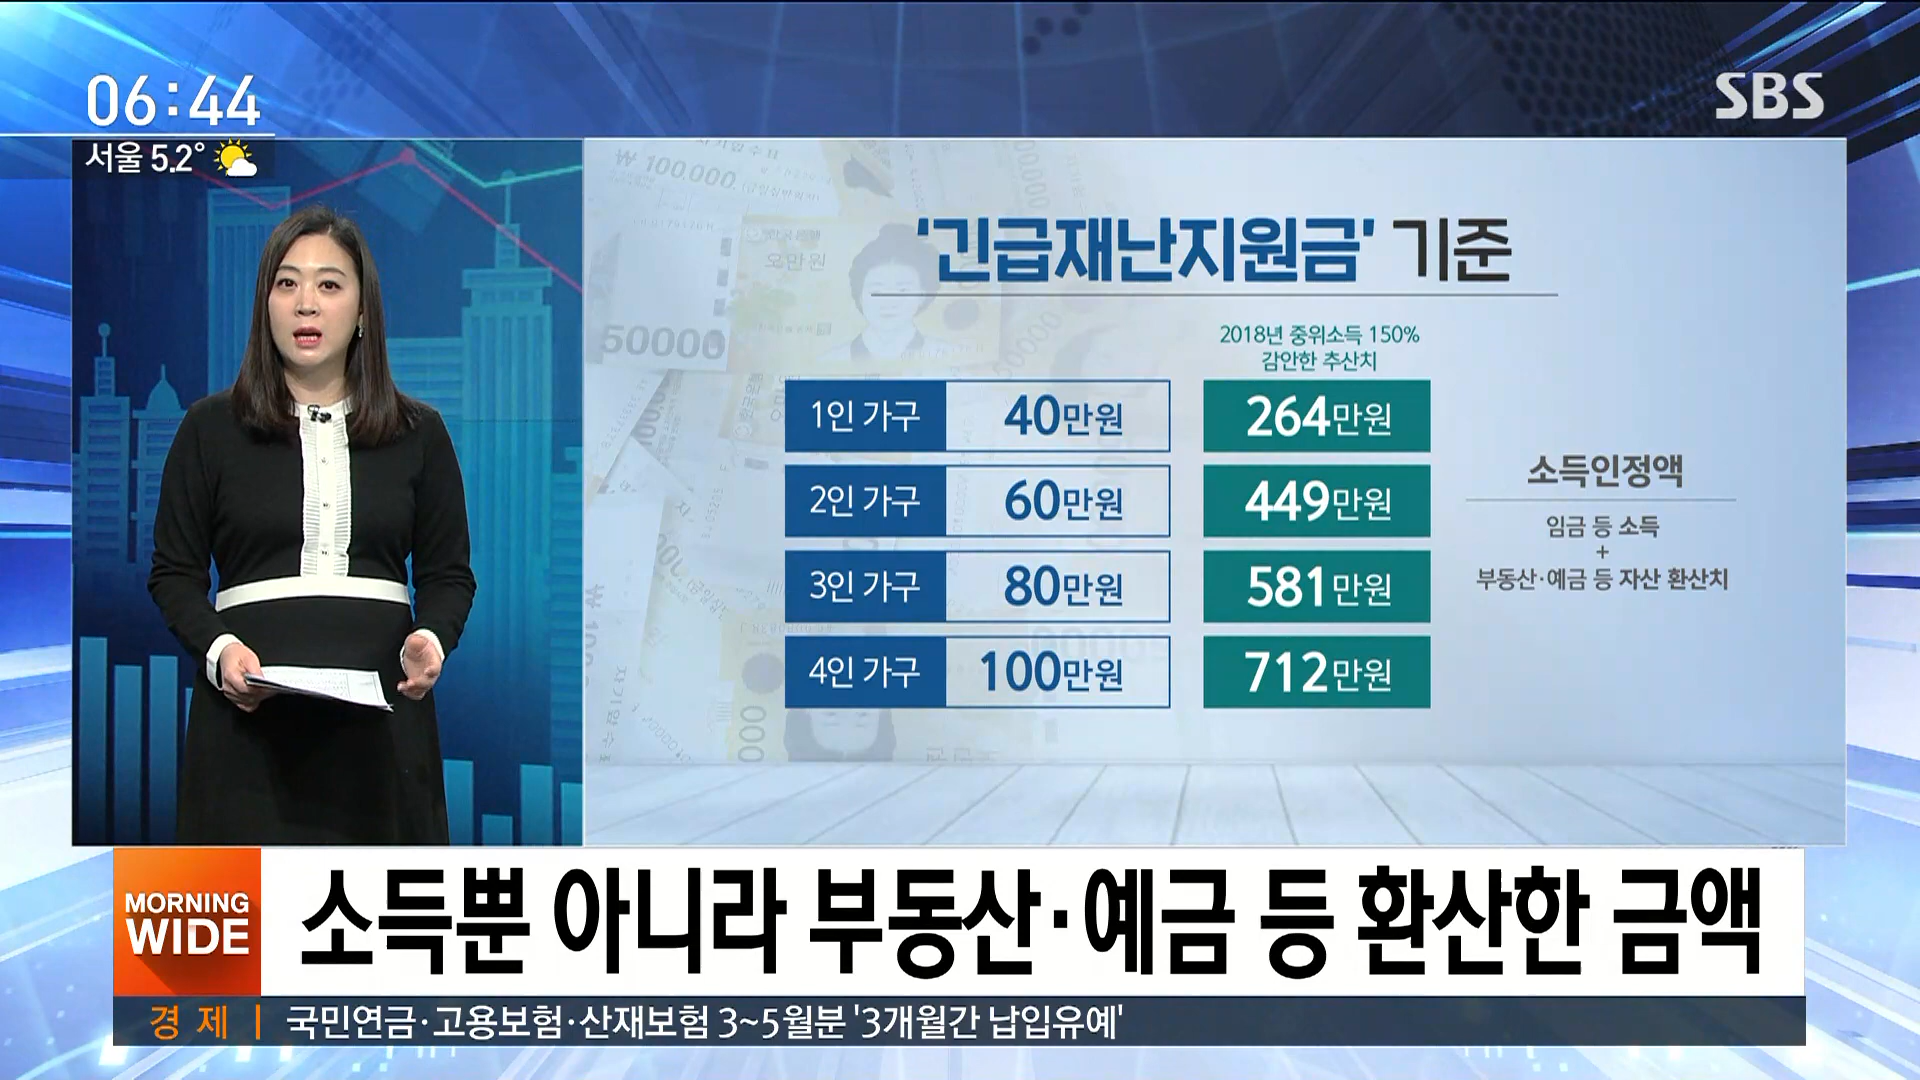 06:44
SBS
서울 5.2°
'긴급재난지원금' 기준
2018년 중위소득 150%
감안한 추산치
1인 가구 40만원 264만원
2인 가구 60만원 449만원
3인 가구 80만원 581만원
4인 가구 100만원 712만원
소득인정액
임금 등 소득
+
부동산·예금 등 자산 환산치
50000
₩100,000
오만원
MORNING
WIDE
소득뿐 아니라 부동산·예금 등 환산한 금액
경제 | 국민연금·고용보험·산재보험 3~5월분 '3개월간 납입유예'